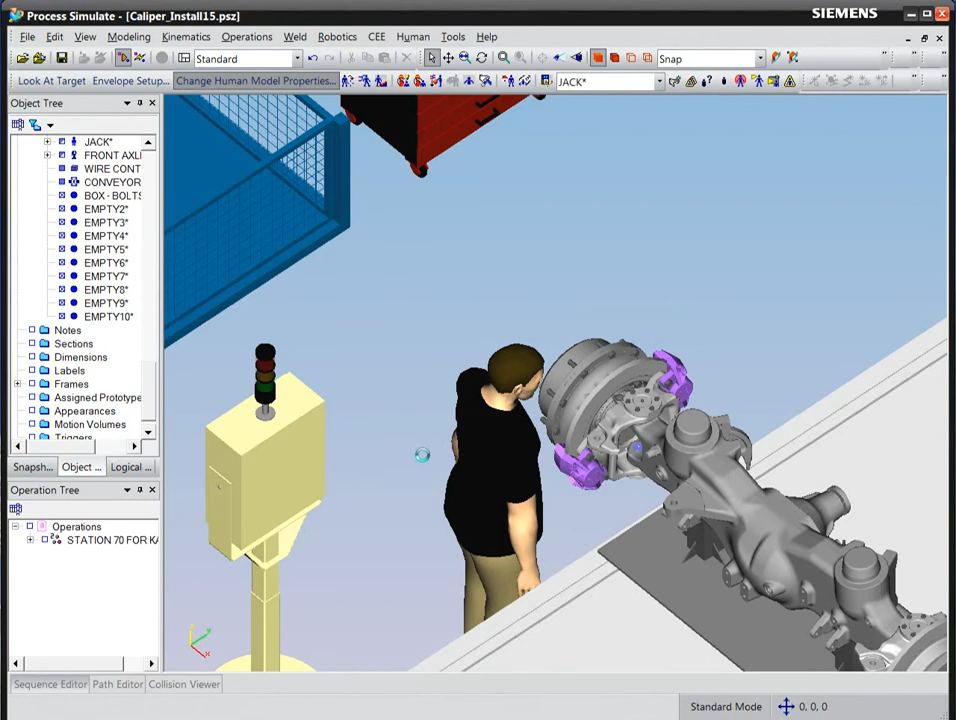 Process Simulate - [Caliper_Install15.psz]
SIEMENS
File Edit View Modeling Kinematics Operations Weld Robotics CEE Human Tools Help
Standard
Snap
Look At Target Envelope Setup... Change Human Model Properties...
JACK*
Object Tree
JACK*
FRONT AXL
WIRE CONT
CONVEYOR
BOX - BOLTS
EMPTY2*
EMPTY3*
EMPTY4*
EMPTY5*
EMPTY6*
EMPTY7*
EMPTY8*
EMPTY9*
EMPTY10*
Notes
Sections
Dimensions
Labels
Frames
Assigned Prototype
Appearances
Motion Volumes
Triggers
Snapsh... Object ... Logical ...
Operation Tree
Operations
STATION 70 FOR KA
Sequence Editor Path Editor Collision Viewer
Standard Mode 0, 0, 0